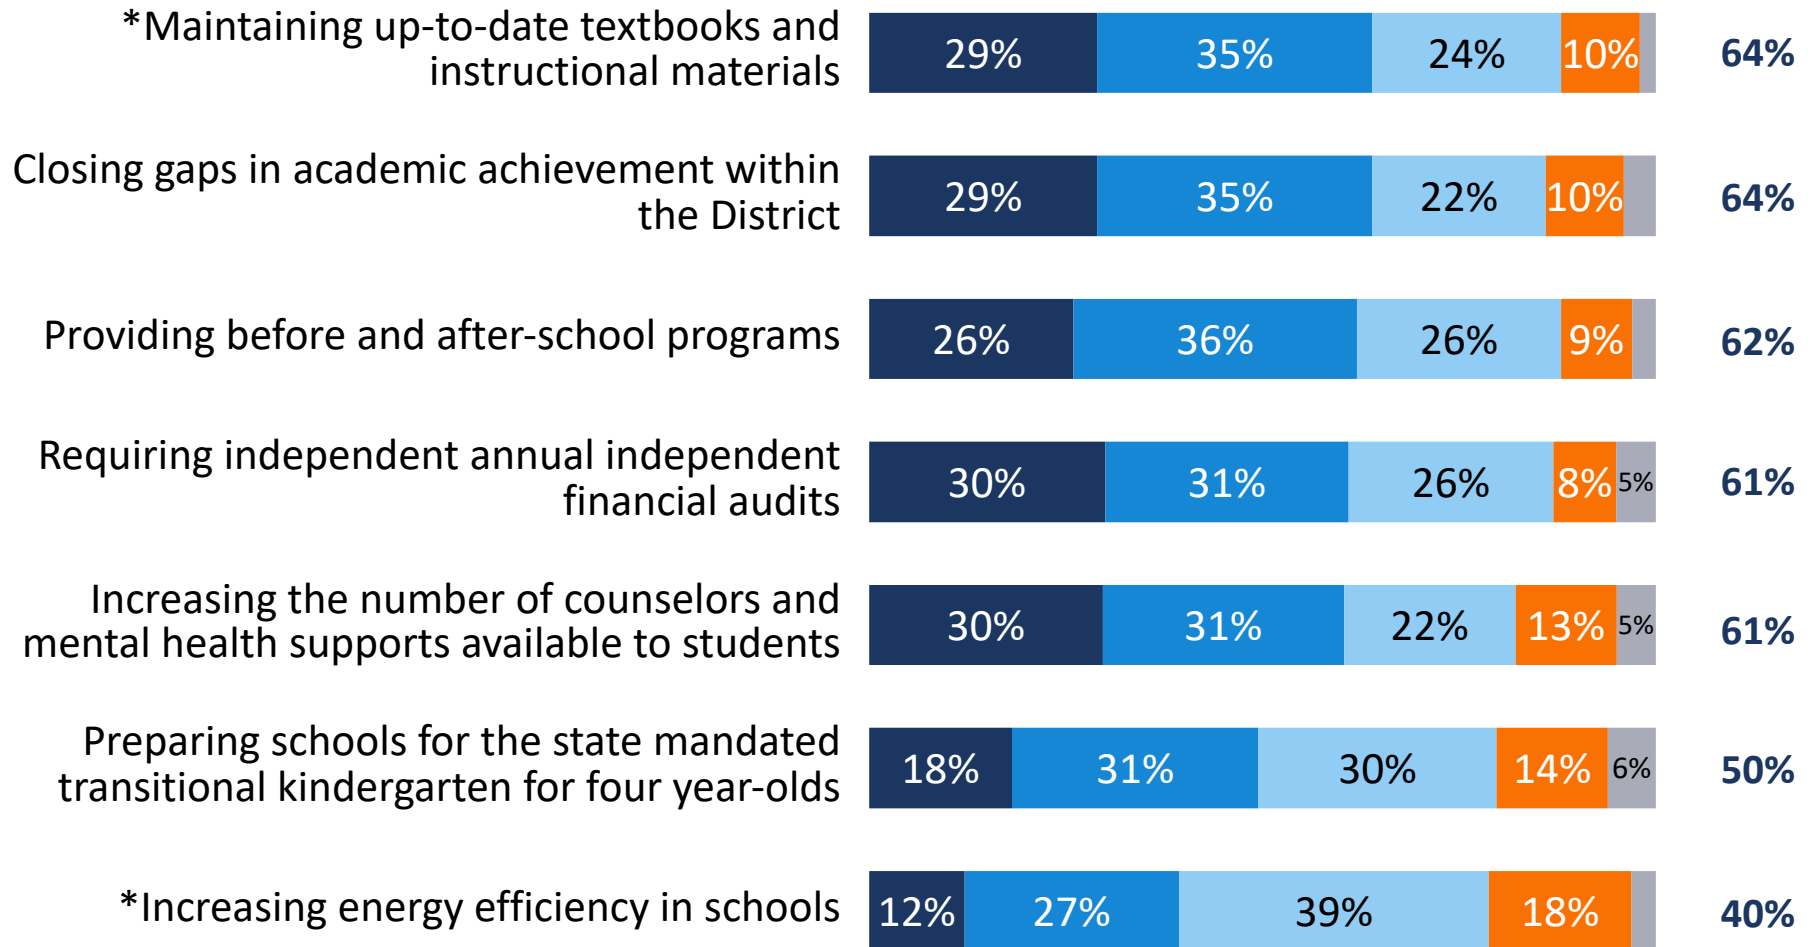 *Maintaining up-to-date textbooks and
instructional materials
29% 35% 24% 10% 64%
Closing gaps in academic achievement within
the District
29% 35% 22% 10% 64%
Providing before and after-school programs
26% 36% 26% 9% 62%
Requiring independent annual independent
financial audits
30% 31% 26% 8% 5% 61%
Increasing the number of counselors and
mental health supports available to students
30% 31% 22% 13% 5% 61%
Preparing schools for the state mandated
transitional kindergarten for four year-olds
18% 31% 30% 14% 6% 50%
*Increasing energy efficiency in schools
12% 27% 39% 18% 40%